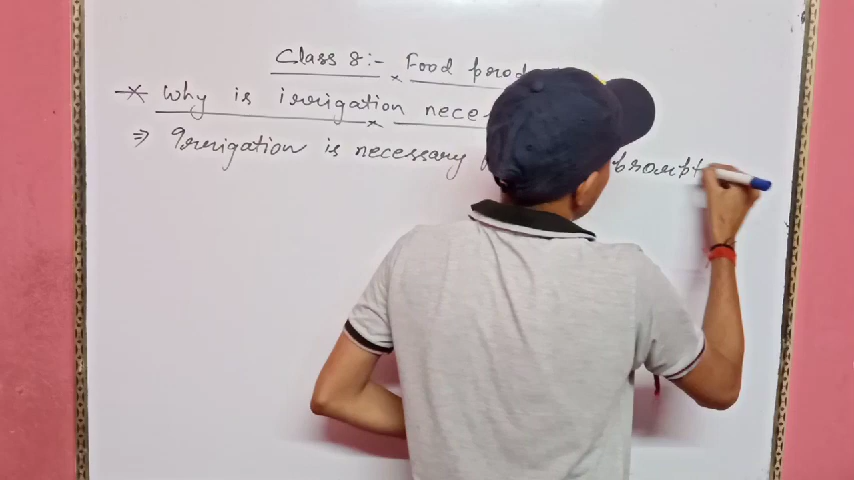 Class 8:- Food prod
Why is irrigation nece
⇒ Irrigation is necessary